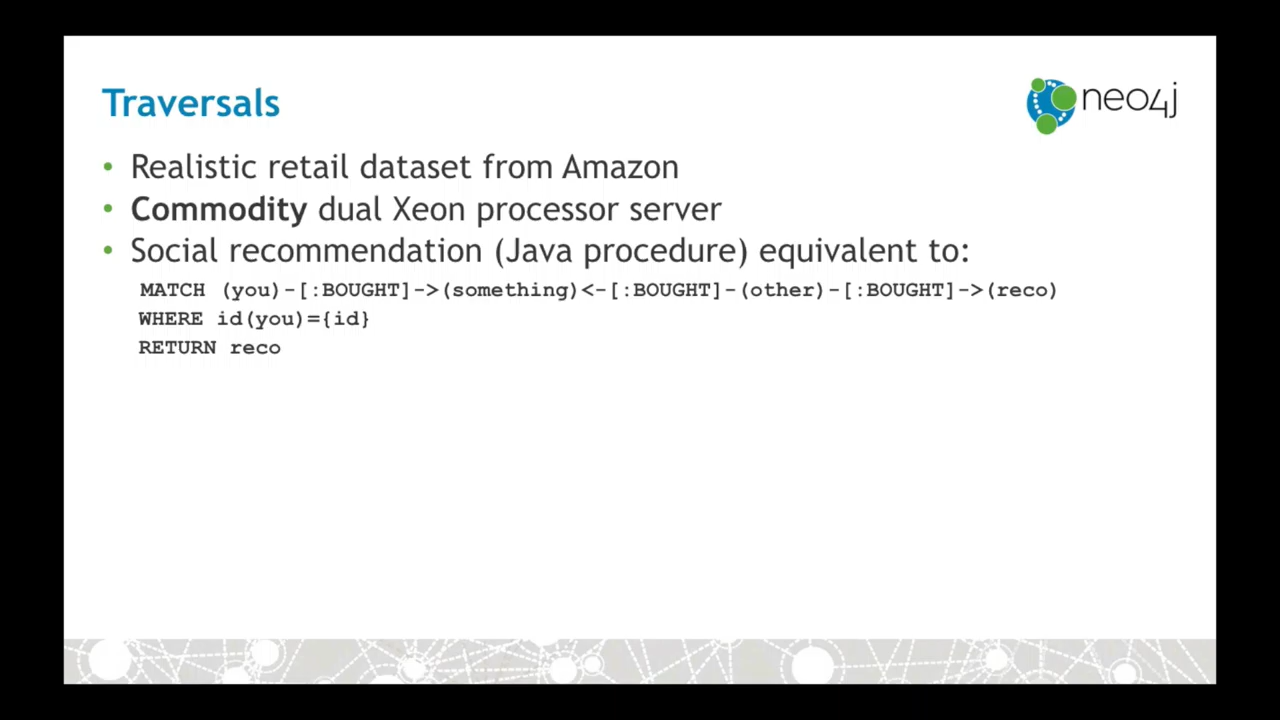 Traversals
neo4j
• Realistic retail dataset from Amazon
• Commodity dual Xeon processor server
• Social recommendation (Java procedure) equivalent to:
MATCH (you)-[:BOUGHT]->(something)<-[:BOUGHT]-(other)-[:BOUGHT]->(reco)
WHERE id(you)={id}
RETURN reco